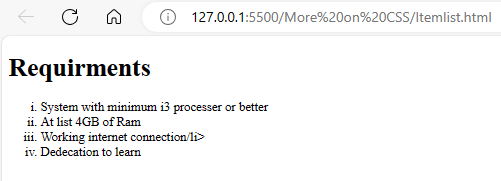 127.0.0.1:5500/More%20on%20CSS/Itemlist.html
Requirments
i. System with minimum i3 processer or better
ii. At list 4GB of Ram
iii. Working internet connection/li>
iv. Dedecation to learn